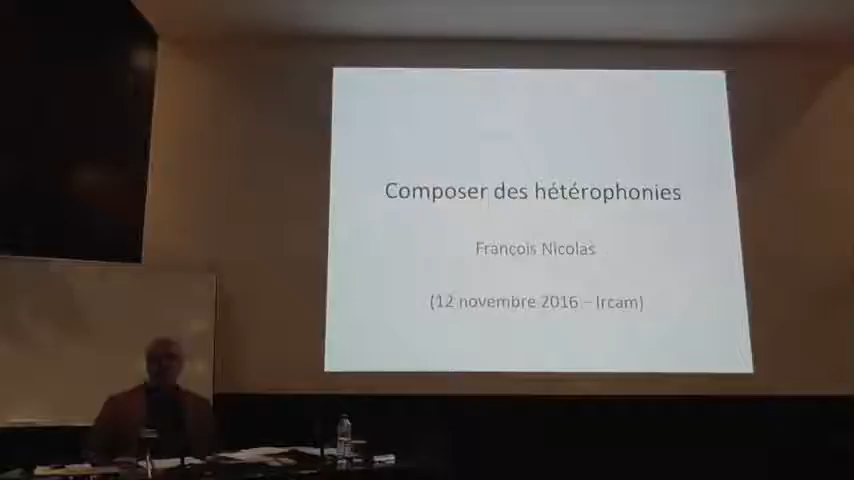 Composer des hétérophonies
François Nicolas
(12 novembre 2016 – Ircam)